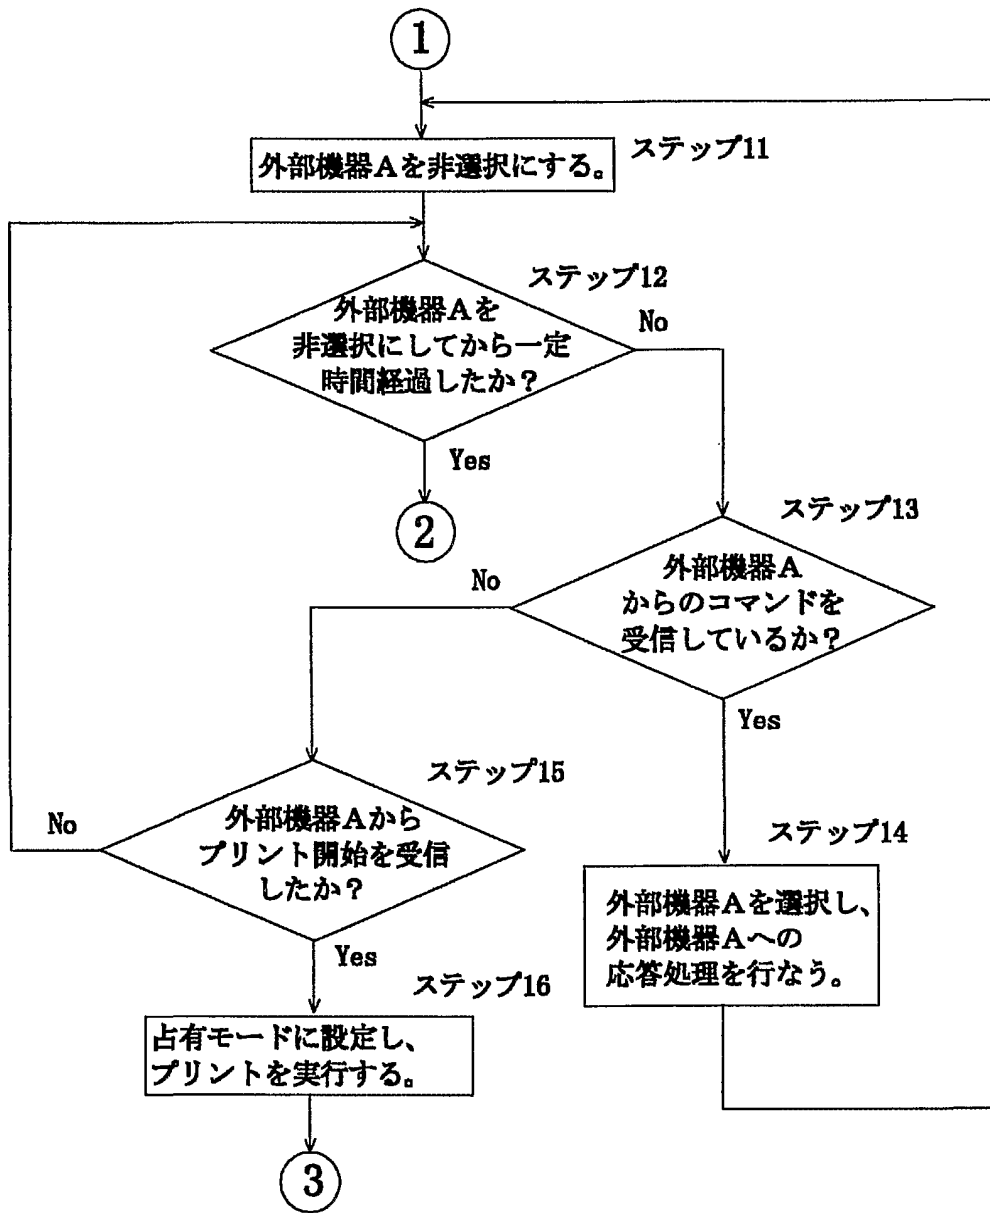 1
ステップ11
外部機器Aを非選択にする。
ステップ12
外部機器Aを
非選択にしてから一定
時間経過したか?
No
Yes
2
ステップ13
外部機器A
からのコマンドを
受信しているか?
No
Yes
ステップ15
外部機器Aから
プリント開始を受信
したか?
No
Yes
ステップ14
外部機器Aを選択し、
外部機器Aへの
応答処理を行なう。
ステップ16
占有モードに設定し、
プリントを実行する。
3